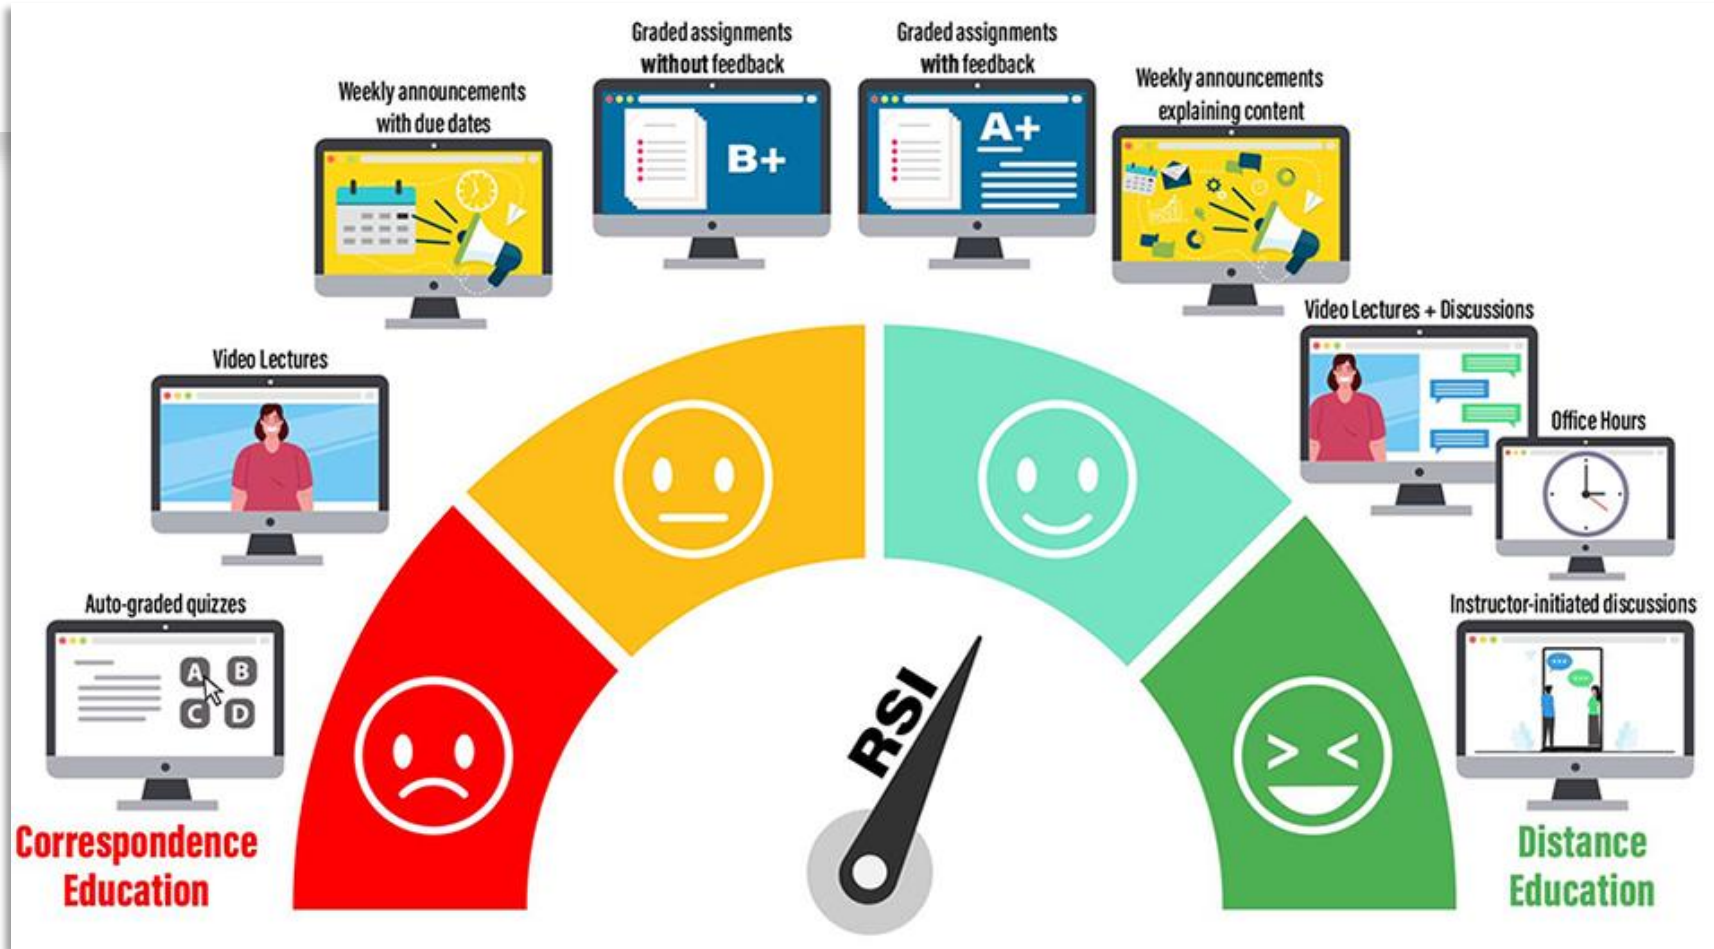 Graded assignments
without feedback
Graded assignments
with feedback
Weekly announcements
with due dates
Weekly announcements
explaining content
B+
A+
Video Lectures
Video Lectures + Discussions
Office Hours
Auto-graded quizzes
A B
C D
Instructor-initiated discussions
RSI
Correspondence
Education
Distance
Education